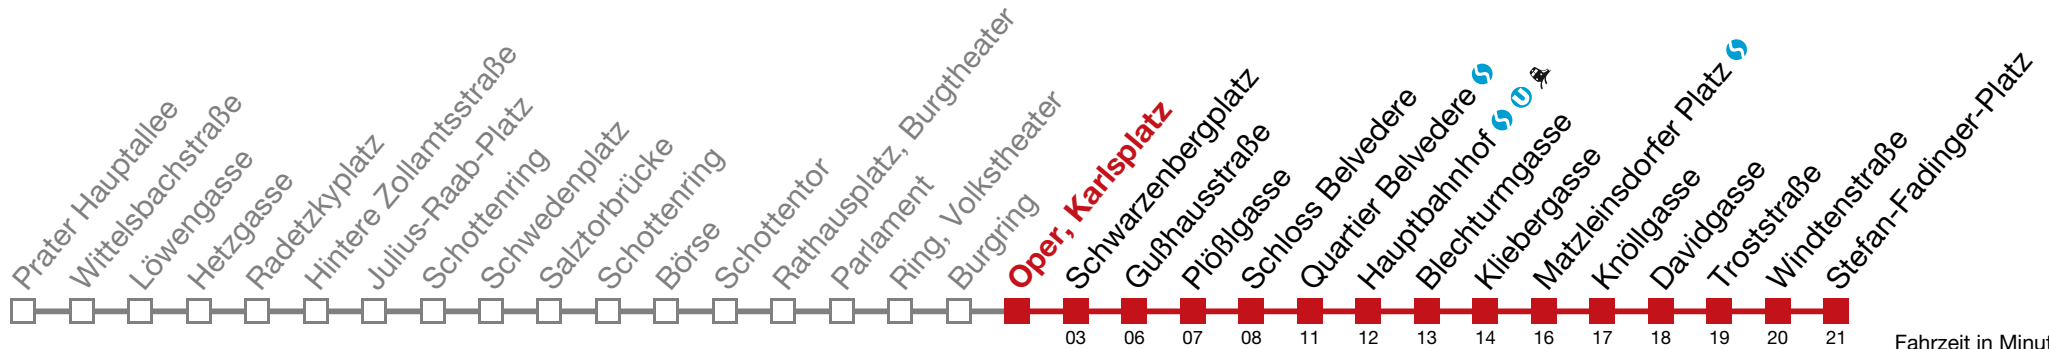 Prater Hauptallee
Wittelsbachstraße
Löwengasse
Hetzgasse
Radetzkyplatz
Hintere Zollamtsstraße
Julius-Raab-Platz
Schottenring
Schwedenplatz
Salztorbrücke
Schottenring
Börse
Schottentor
Rathausplatz, Burgtheater
Parlament
Ring, Volkstheater
Burgring
Oper, Karlsplatz
Schwarzenbergplatz
Gußhausstraße
Plößlgasse
Schloss Belvedere
Quartier Belvedere S
Hauptbahnhof S U
Blechturmgasse
Kliebergasse
Matzleinsdorfer Platz S
Knöllgasse
Davidgasse
Troststraße
Windtenstraße
Stefan-Fadinger-Platz
03 06 07 08 11 12 13 14 16 17 18 19 20 21
Fahrzeit in Minut